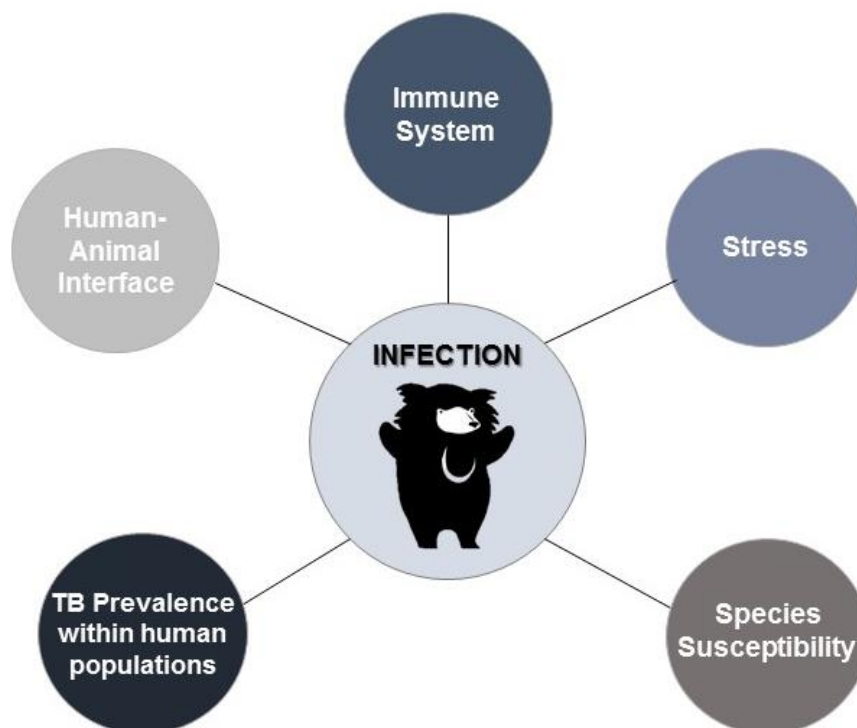 Immune
System
Human-
Animal
Interface
Stress
INFECTION
TB Prevalence
within human
populations
Species
Susceptibility